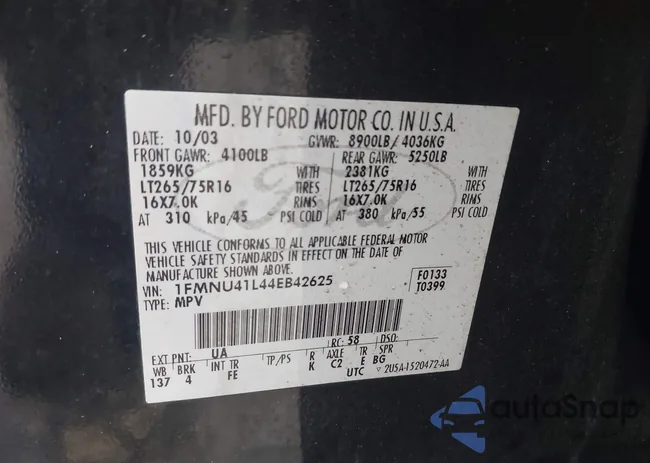 MFD. BY FORD MOTOR CO. IN U.S.A.
DATE: 10/03 GVWR: 8900LB/4036KG
FRONT GAWR: 4100LB REAR GAWR: 5250LB
1859KG WITH 2381KG WITH
LT265/75R16 TIRES LT265/75R16 TIRES
16X7.0K RIMS 16X7.0K RIMS
AT 310 kPa/45 PSI COLD AT 380 kPa/55 PSI COLD
THIS VEHICLE CONFORMS TO ALL APPLICABLE FEDERAL MOTOR
VEHICLE SAFETY STANDARDS IN EFFECT ON THE DATE OF
MANUFACTURE SHOWN ABOVE.
VIN: 1FMNU41L44EB42625 F0133
TYPE: MPV T0399
EXT PNT: UA RC: 58 DSO:
WB BRK INT TR TP/PS R AXLE TR SPR
137 4 FE K C2 E BG
UTC 2USA-1520472-AA
Ford
autoSnap